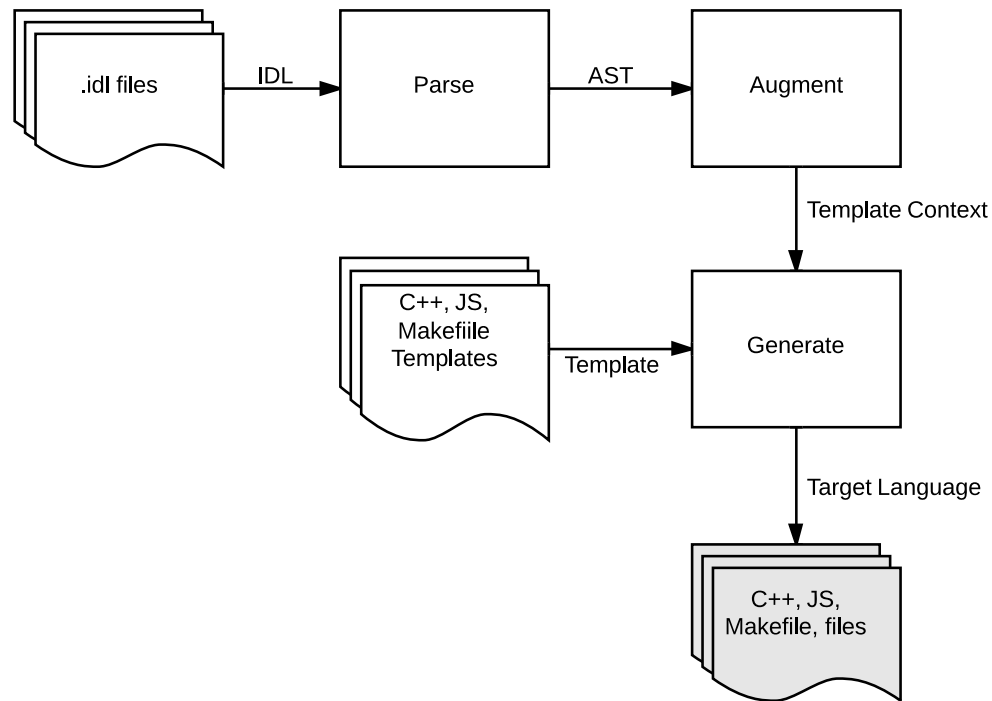 .idl files
IDL
Parse
AST
Augment
Template Context
C++, JS,
Makefiile
Templates
Template
Generate
Target Language
C++, JS,
Makefile, files